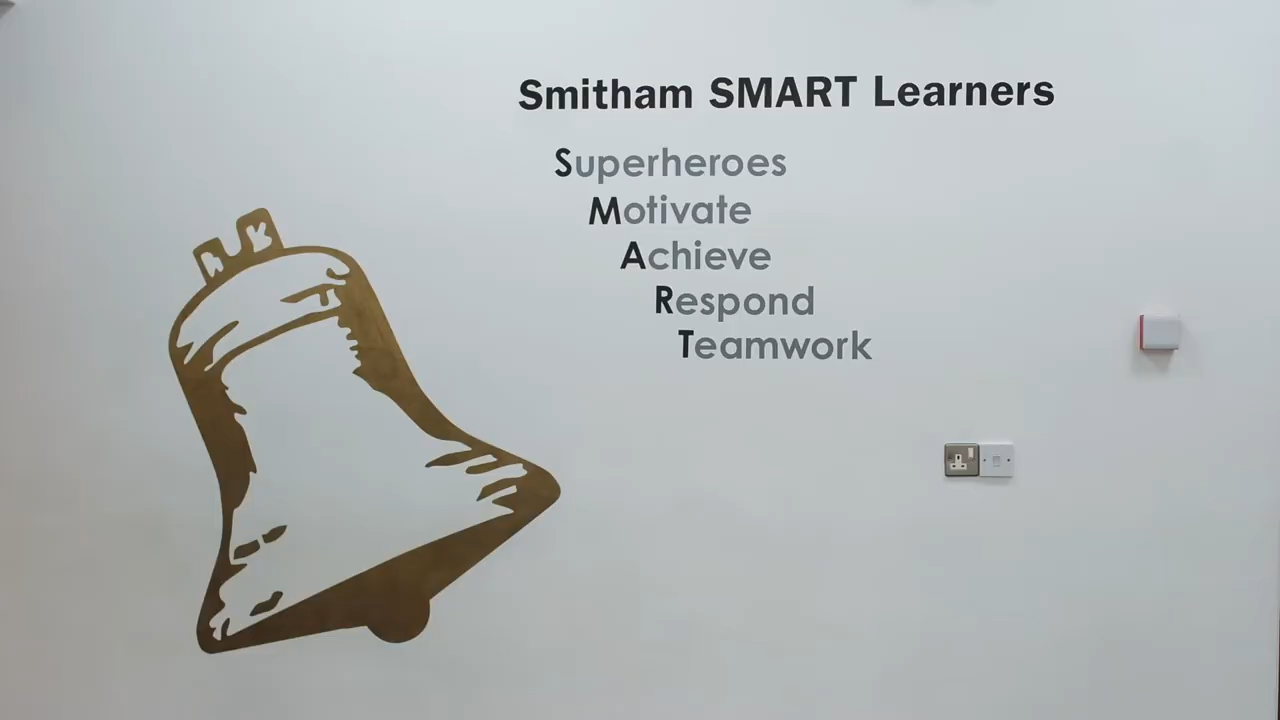 Smitham SMART Learners
Superheroes
Motivate
Achieve
Respond
Teamwork